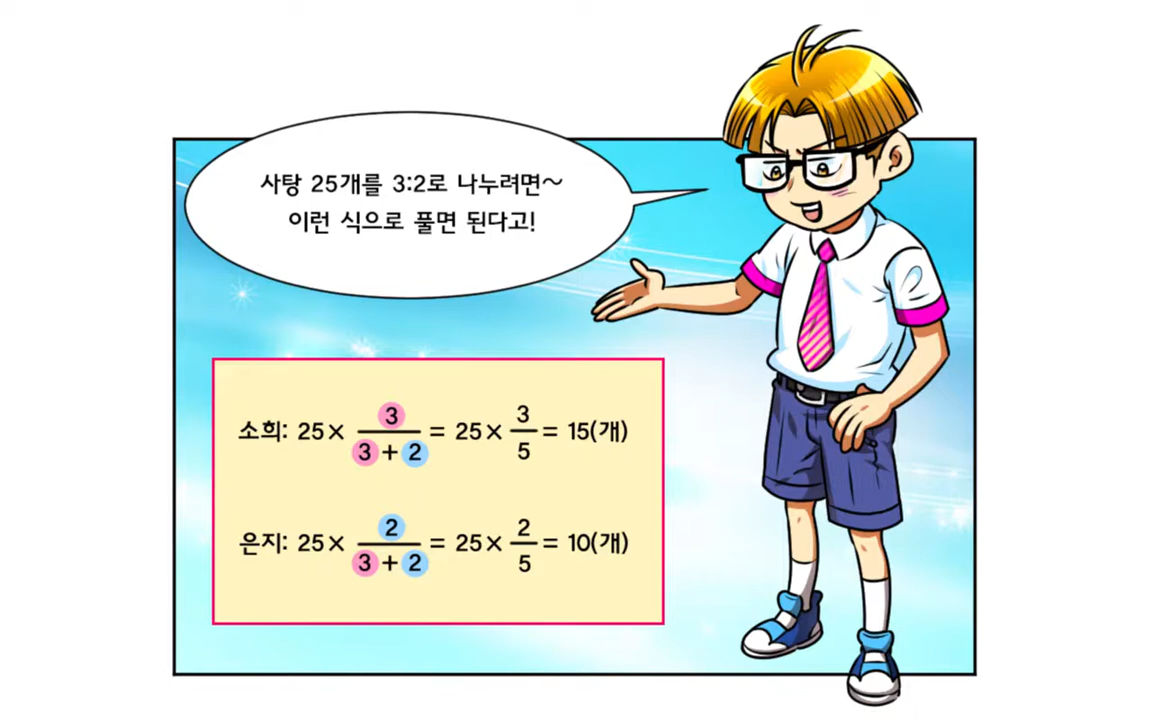 사탕 25개를 3:2로 나누려면~
이런 식으로 풀면 된다고!
소희: 25× 3/(3+2) = 25× 3/5 = 15(개)
은지: 25× 2/(3+2) = 25× 2/5 = 10(개)